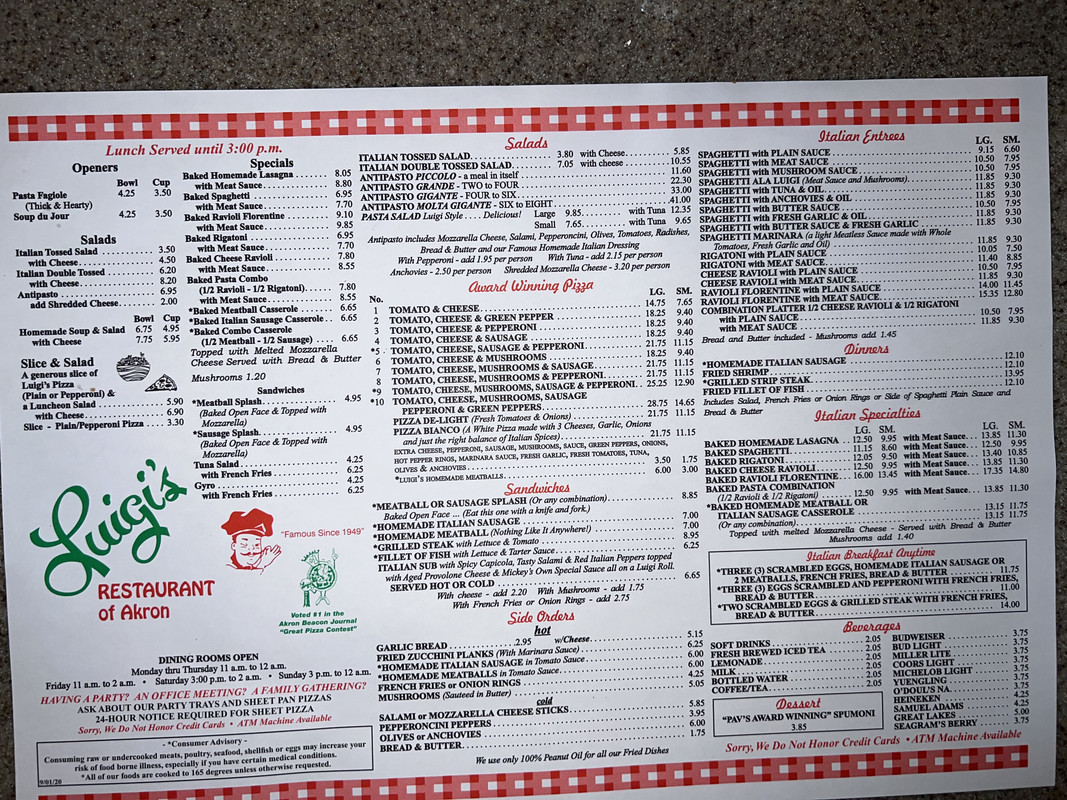 Lunch Served until 3:00 p.m.
Openers
Bowl Cup
Pasta Fagiole 4.25 3.50
(Thick & Hearty)
Soup du Jour 4.25 3.50
Salads
Italian Tossed Salad 3.50
with Cheese 4.50
Italian Double Tossed 6.20
with Cheese 8.20
Antipasto 6.95
add Shredded Cheese 2.00
Bowl Cup
Homemade Soup & Salad 6.75 4.95
with Cheese 7.75 5.95
Slice & Salad
A generous slice of
Luigi's Pizza
(Plain or Pepperoni) &
a Luncheon Salad 5.90
with Cheese 6.90
Slice - Plain/Pepperoni Pizza 3.30
Specials
Baked Homemade Lasagna 8.05
with Meat Sauce 8.80
Baked Spaghetti 6.95
with Meat Sauce 7.70
Baked Ravioli Florentine 9.10
with Meat Sauce 9.85
Baked Rigatoni 6.95
with Meat Sauce 7.70
Baked Cheese Ravioli 7.80
with Meat Sauce 8.55
Baked Pasta Combo
(1/2 Ravioli - 1/2 Rigatoni) 7.80
with Meat Sauce 8.55
*Baked Meatball Casserole 6.65
*Baked Italian Sausage Casserole 6.65
*Baked Combo Casserole
(1/2 Meatball - 1/2 Sausage) 6.65
Topped with Melted Mozzarella
Cheese Served with Bread & Butter
Mushrooms 1.20
Sandwiches
*Meatball Splash 4.95
(Baked Open Face & Topped with
Mozzarella)
*Sausage Splash 4.95
(Baked Open Face & Topped with
Mozzarella)
Tuna Salad 4.25
with French Fries 6.25
Gyro 4.25
with French Fries 6.25
Luigi's
RESTAURANT
of Akron
"Famous Since 1949"
Voted #1 in the
Akron Beacon Journal
"Great Pizza Contest"
DINING ROOMS OPEN
Monday thru Thursday 11 a.m. to 12 a.m.
Friday 11 a.m. to 2 a.m. • Saturday 3:00 p.m. to 2 a.m. • Sunday 3 p.m. to 12 a.m.
HAVING A PARTY? AN OFFICE MEETING? A FAMILY GATHERING?
ASK ABOUT OUR PARTY TRAYS AND SHEET PAN PIZZAS
24-HOUR NOTICE REQUIRED FOR SHEET PIZZA
Sorry, We Do Not Honor Credit Cards • ATM Machine Available
- *Consumer Advisory -
Consuming raw or undercooked meats, poultry, seafood, shellfish or eggs may increase your
risk of food borne illness, especially if you have certain medical conditions.
*All of our foods are cooked to 165 degrees unless otherwise requested.
9/01/20
Salads
ITALIAN TOSSED SALAD 3.80 with Cheese 5.85
ITALIAN DOUBLE TOSSED SALAD 7.05 with cheese 10.55
ANTIPASTO PICCOLO - a meal in itself 11.60
ANTIPASTO GRANDE - TWO to FOUR 22.30
ANTIPASTO GIGANTE - FOUR to SIX 33.00
ANTIPASTO MOLTA GIGANTE - SIX to EIGHT 41.00
PASTA SALAD Luigi Style .... Delicious! Large 9.85 with Tuna 12.35
Small 7.65 with Tuna 9.65
Antipasto includes Mozzarella Cheese, Salami, Pepperoncini, Olives, Tomatoes, Radishes,
Bread & Butter and our Famous Homemade Italian Dressing
With Pepperoni - add 1.95 per person With Tuna - add 2.15 per person
Anchovies - 2.50 per person Shredded Mozzarella Cheese - 3.20 per person
Award Winning Pizza
No. LG. SM.
1 TOMATO & CHEESE 14.75 7.65
2 TOMATO, CHEESE & GREEN PEPPER 18.25 9.40
3 TOMATO, CHEESE & PEPPERONI 18.25 9.40
4 TOMATO, CHEESE & SAUSAGE 18.25 9.40
*5 TOMATO, CHEESE, SAUSAGE & PEPPERONI 21.75 11.15
6 TOMATO, CHEESE & MUSHROOMS 18.25 9.40
7 TOMATO, CHEESE, MUSHROOMS & SAUSAGE 21.75 11.15
8 TOMATO, CHEESE, MUSHROOMS & PEPPERONI 21.75 11.15
*9 TOMATO, CHEESE, MUSHROOMS, SAUSAGE & PEPPERONI 25.25 12.90
*10 TOMATO, CHEESE, MUSHROOMS, SAUSAGE
PEPPERONI & GREEN PEPPERS 28.75 14.65
PIZZA DE-LIGHT (Fresh Tomatoes & Onions) 21.75 11.15
PIZZA BIANCO (A White Pizza made with 3 Cheeses, Garlic, Onions
and just the right balance of Italian Spices) 21.75 11.15
EXTRA CHEESE, PEPPERONI, SAUSAGE, MUSHROOMS, SAUCE, GREEN PEPPERS, ONIONS,
HOT PEPPER RINGS, MARINARA SAUCE, FRESH GARLIC, FRESH TOMATOES, TUNA,
OLIVES & ANCHOVIES 3.50 1.75
*LUIGI'S HOMEMADE MEATBALLS 6.00 3.00
Sandwiches
*MEATBALL OR SAUSAGE SPLASH (Or any combination) 8.85
Baked Open Face ... (Eat this one with a knife and fork.)
*HOMEMADE ITALIAN SAUSAGE 7.00
*HOMEMADE MEATBALL (Nothing Like It Anywhere!) 7.00
*GRILLED STEAK with Lettuce & Tomato 8.95
*FILLET OF FISH with Lettuce & Tarter Sauce 6.25
ITALIAN SUB with Spicy Capicola, Tasty Salami & Red Italian Peppers topped
with Aged Provolone Cheese & Mickey's Own Special Sauce all on a Luigi Roll.
SERVED HOT OR COLD 6.65
With cheese - add 2.20 With Mushrooms - add 1.75
With French Fries or Onion Rings - add 2.75
Side Orders
hot
GARLIC BREAD 2.95 w/Cheese 5.15
FRIED ZUCCHINI PLANKS (With Marinara Sauce) 6.25
*HOMEMADE ITALIAN SAUSAGE in Tomato Sauce 6.00
*HOMEMADE MEATBALLS in Tomato Sauce 6.00
FRENCH FRIES or ONION RINGS 4.25
MUSHROOMS (Sauteed in Butter) 5.05
cold
SALAMI or MOZZARELLA CHEESE STICKS 5.85
PEPPERONCINI PEPPERS 3.95
OLIVES or ANCHOVIES 6.00
BREAD & BUTTER 1.75
We use only 100% Peanut Oil for all our Fried Dishes
Italian Entrees
LG. SM.
SPAGHETTI with PLAIN SAUCE 9.15 6.60
SPAGHETTI with MEAT SAUCE 10.50 7.95
SPAGHETTI with MUSHROOM SAUCE 10.50 7.95
SPAGHETTI ALA LUIGI (Meat Sauce and Mushrooms) 11.85 9.30
SPAGHETTI with TUNA & OIL 11.85 9.30
SPAGHETTI with ANCHOVIES & OIL 11.85 9.30
SPAGHETTI with BUTTER SAUCE 10.50 7.95
SPAGHETTI with FRESH GARLIC & OIL 11.85 9.30
SPAGHETTI with BUTTER SAUCE & FRESH GARLIC 11.85 9.30
SPAGHETTI MARINARA (a light Meatless Sauce made with Whole
Tomatoes, Fresh Garlic and Oil) 11.85 9.30
RIGATONI with PLAIN SAUCE 10.05 7.50
RIGATONI with MEAT SAUCE 11.40 8.85
CHEESE RAVIOLI with PLAIN SAUCE 10.50 7.95
CHEESE RAVIOLI with MEAT SAUCE 11.85 9.30
RAVIOLI FLORENTINE with PLAIN SAUCE 14.00 11.45
RAVIOLI FLORENTINE with MEAT SAUCE 15.35 12.80
COMBINATION PLATTER 1/2 CHEESE RAVIOLI & 1/2 RIGATONI
with PLAIN SAUCE 10.50 7.95
with MEAT SAUCE 11.85 9.30
Bread and Butter included - Mushrooms add 1.45
Dinners
*HOMEMADE ITALIAN SAUSAGE 12.10
FRIED SHRIMP 12.10
*GRILLED STRIP STEAK 13.95
FRIED FILLET OF FISH 12.10
Includes Salad, French Fries or Onion Rings or Side of Spaghetti Plain Sauce and
Bread & Butter
Italian Specialties
LG. SM. LG. SM.
BAKED HOMEMADE LASAGNA 12.50 9.95 with Meat Sauce 13.85 11.30
BAKED SPAGHETTI 11.15 8.60 with Meat Sauce 12.50 9.95
BAKED RIGATONI 12.05 9.50 with Meat Sauce 13.40 10.85
BAKED CHEESE RAVIOLI 12.50 9.95 with Meat Sauce 13.85 11.30
BAKED RAVIOLI FLORENTINE 16.00 13.45 with Meat Sauce 17.35 14.80
BAKED PASTA COMBINATION
(1/2 Ravioli & 1/2 Rigatoni) 12.50 9.95 with Meat Sauce 13.85 11.30
*BAKED HOMEMADE MEATBALL OR
ITALIAN SAUSAGE CASSEROLE 13.15 11.75
(Or any combination) 13.15 11.75
Topped with melted Mozzarella Cheese - Served with Bread & Butter
Mushrooms add 1.40
Italian Breakfast Anytime
*THREE (3) SCRAMBLED EGGS, HOMEMADE ITALIAN SAUSAGE OR
2 MEATBALLS, FRENCH FRIES, BREAD & BUTTER 11.75
*THREE (3) EGGS SCRAMBLED AND PEPPERONI WITH FRENCH FRIES,
BREAD & BUTTER 11.00
*TWO SCRAMBLED EGGS & GRILLED STEAK WITH FRENCH FRIES,
BREAD & BUTTER 14.00
Beverages
SOFT DRINKS 2.05
FRESH BREWED ICED TEA 2.05
LEMONADE 2.05
MILK 2.05
BOTTLED WATER 2.05
COFFEE/TEA 2.05
BUDWEISER 3.75
BUD LIGHT 3.75
MILLER LITE 3.75
COORS LIGHT 3.75
MICHELOB LIGHT 3.75
YUENGLING 3.75
O'DOUL'S NA 3.75
HEINEKEN 4.25
SAMUEL ADAMS 4.25
GREAT LAKES 5.00
SEAGRAM'S BERRY 3.75
Dessert
"PAV'S AWARD WINNING" SPUMONI
3.85
Sorry, We Do Not Honor Credit Cards • ATM Machine Available